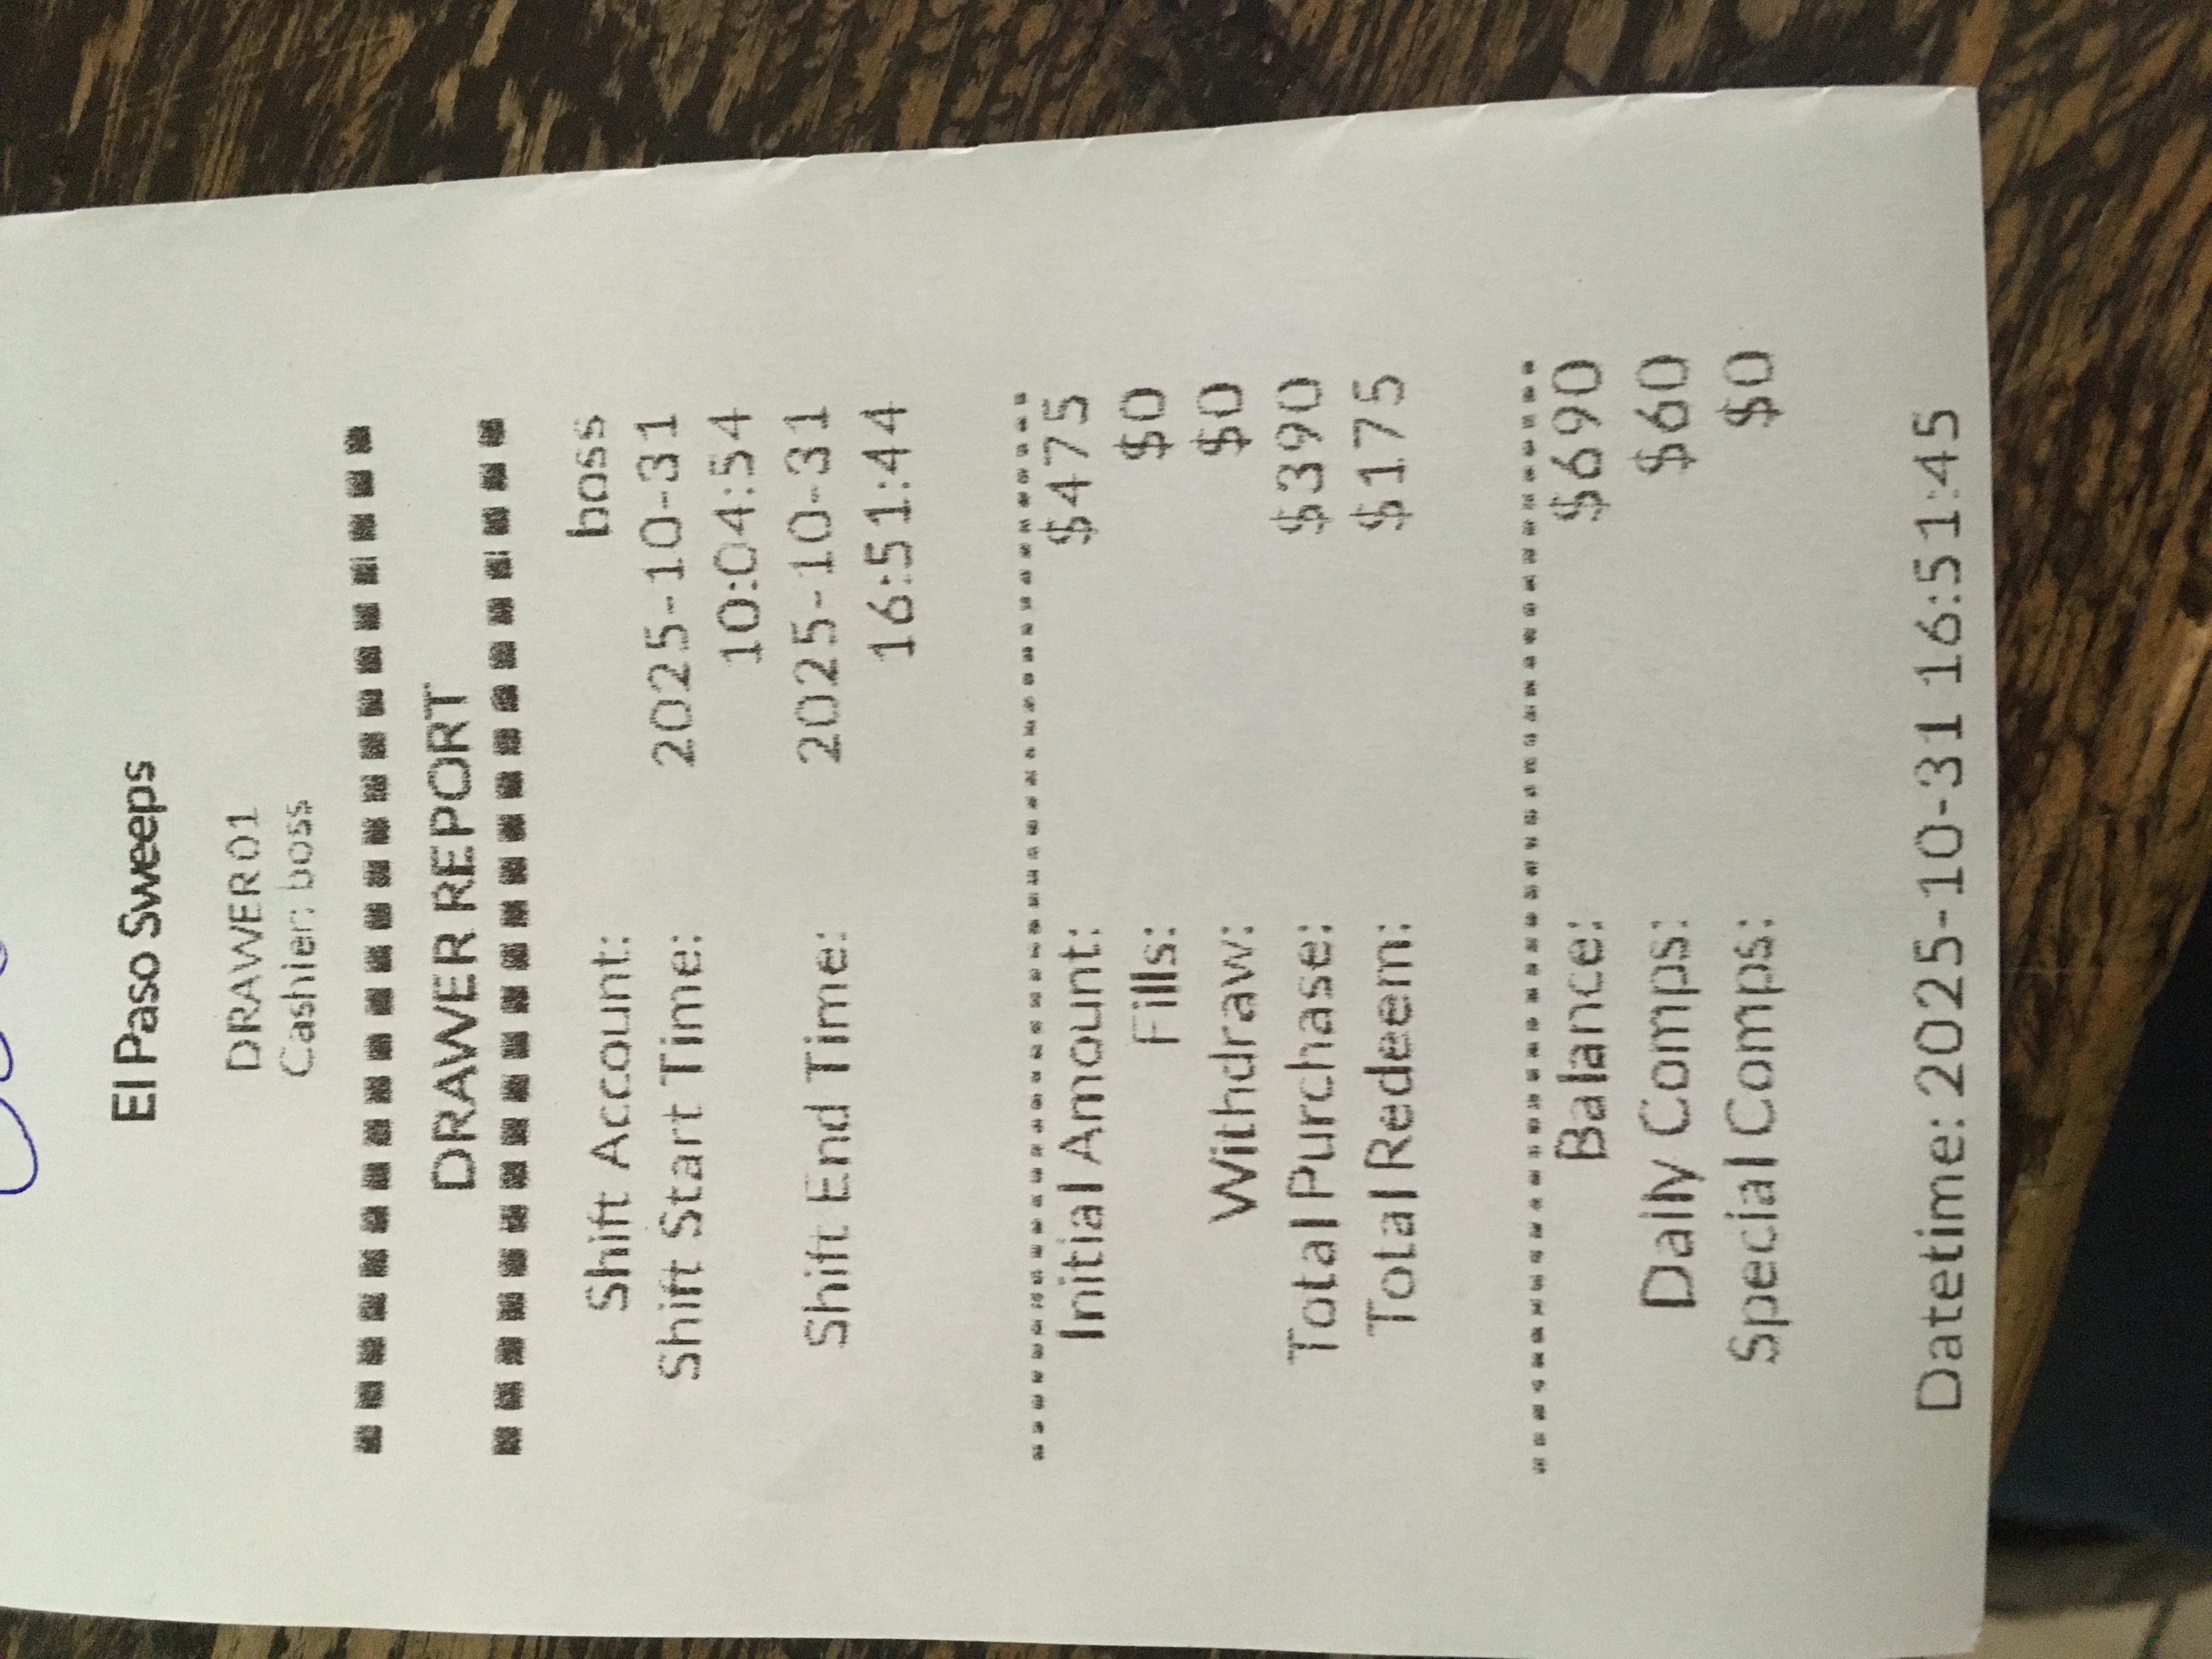 El Paso Sweeps
DRAWER01
Cashier: boss
DRAWER REPORT
Shift Account: boss
Shift Start Time: 2025-10-31
10:04:54
Shift End Time: 2025-10-31
16:51:44
Initial Amount: $475
Fills: $0
Withdraw: $0
Total Purchase: $390
Total Redeem: $175
Balance: $690
Daily Comps: $60
Special Comps: $0
Datetime: 2025-10-31 16:51:45